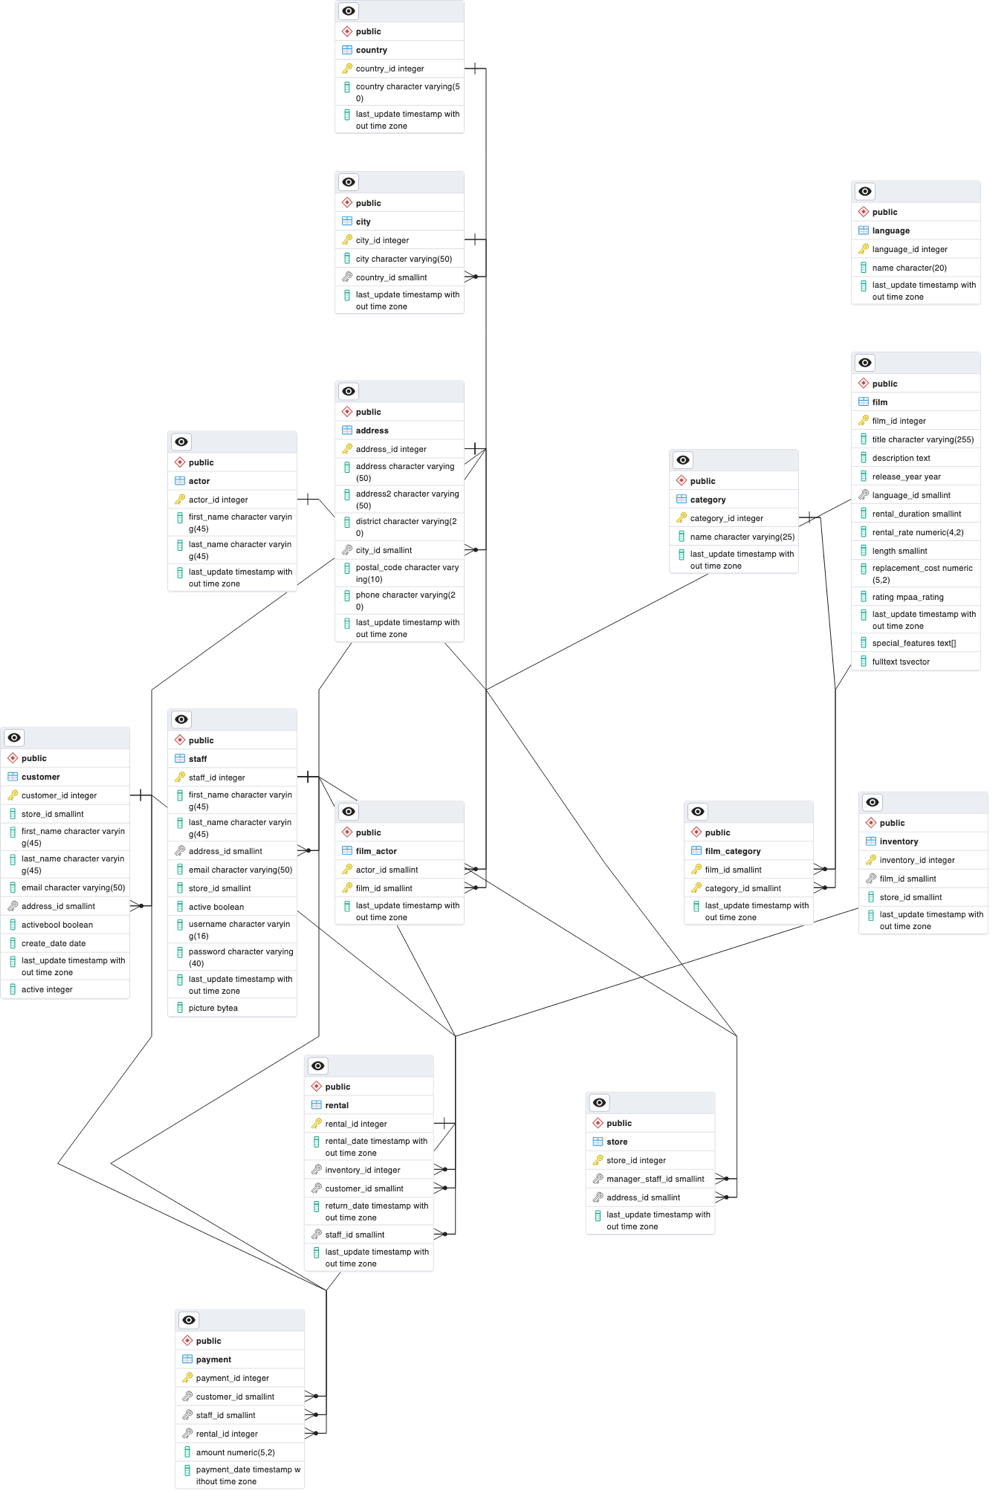 public
country
country_id integer
country character varying(5
0)
last_update timestamp with
out time zone
public
city
city_id integer
city character varying(50)
country_id smallint
last_update timestamp with
out time zone
public
language
language_id integer
name character(20)
last_update timestamp with
out time zone
public
address
address_id integer
address character varying
(50)
address2 character varying
(50)
district character varying(2
0)
city_id smallint
postal_code character vary
ing(10)
phone character varying(2
0)
last_update timestamp with
out time zone
public
actor
actor_id integer
first_name character varyin
g(45)
last_name character varyin
g(45)
last_update timestamp with
out time zone
public
category
category_id integer
name character varying(25)
last_update timestamp with
out time zone
public
film
film_id integer
title character varying(255)
description text
release_year year
language_id smallint
rental_duration smallint
rental_rate numeric(4,2)
length smallint
replacement_cost numeric
(5,2)
rating mpaa_rating
last_update timestamp with
out time zone
special_features text[]
fulltext tsvector
public
customer
customer_id integer
store_id smallint
first_name character varyin
g(45)
last_name character varyin
g(45)
email character varying(50)
address_id smallint
activebool boolean
create_date date
last_update timestamp with
out time zone
active integer
public
staff
staff_id integer
first_name character varyin
g(45)
last_name character varyin
g(45)
address_id smallint
email character varying(50)
store_id smallint
active boolean
username character varyin
g(16)
password character varying
(40)
last_update timestamp with
out time zone
picture bytea
public
film_actor
actor_id smallint
film_id smallint
last_update timestamp with
out time zone
public
film_category
film_id smallint
category_id smallint
last_update timestamp with
out time zone
public
inventory
inventory_id integer
film_id smallint
store_id smallint
last_update timestamp with
out time zone
public
rental
rental_id integer
rental_date timestamp with
out time zone
inventory_id integer
customer_id smallint
return_date timestamp with
out time zone
staff_id smallint
last_update timestamp with
out time zone
public
store
store_id integer
manager_staff_id smallint
address_id smallint
last_update timestamp with
out time zone
public
payment
payment_id integer
customer_id smallint
staff_id smallint
rental_id integer
amount numeric(5,2)
payment_date timestamp w
ithout time zone